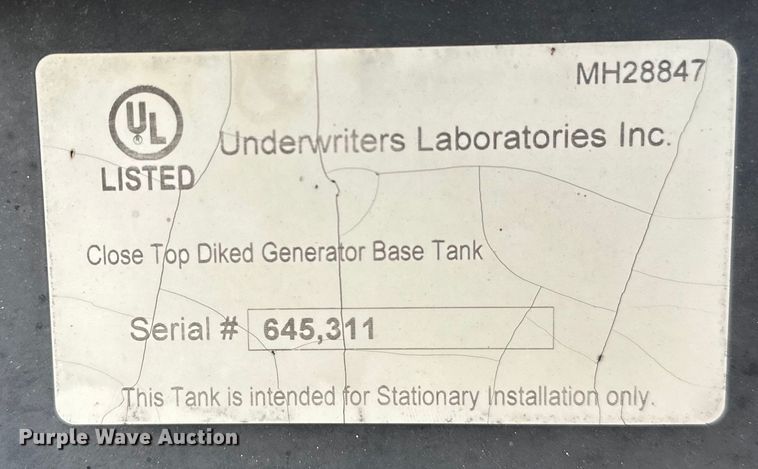 MH28847
UL
LISTED
Underwriters Laboratories Inc.
Close Top Diked Generator Base Tank
Serial # 645,311
This Tank is intended for Stationary Installation only.
Purple Wave Auction